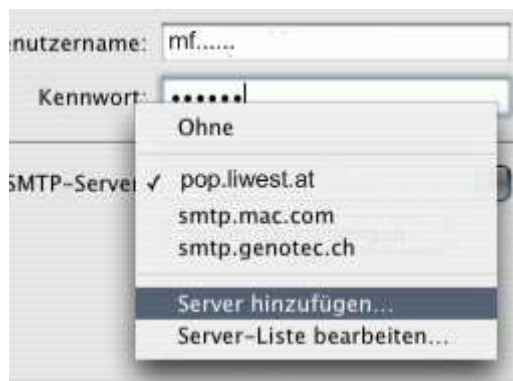 enutzername: mf......
Kennwort: ••••••
Ohne
SMTP-Server ✓ pop.liwest.at
smtp.mac.com
smtp.genotec.ch
Server hinzufügen...
Server-Liste bearbeiten...